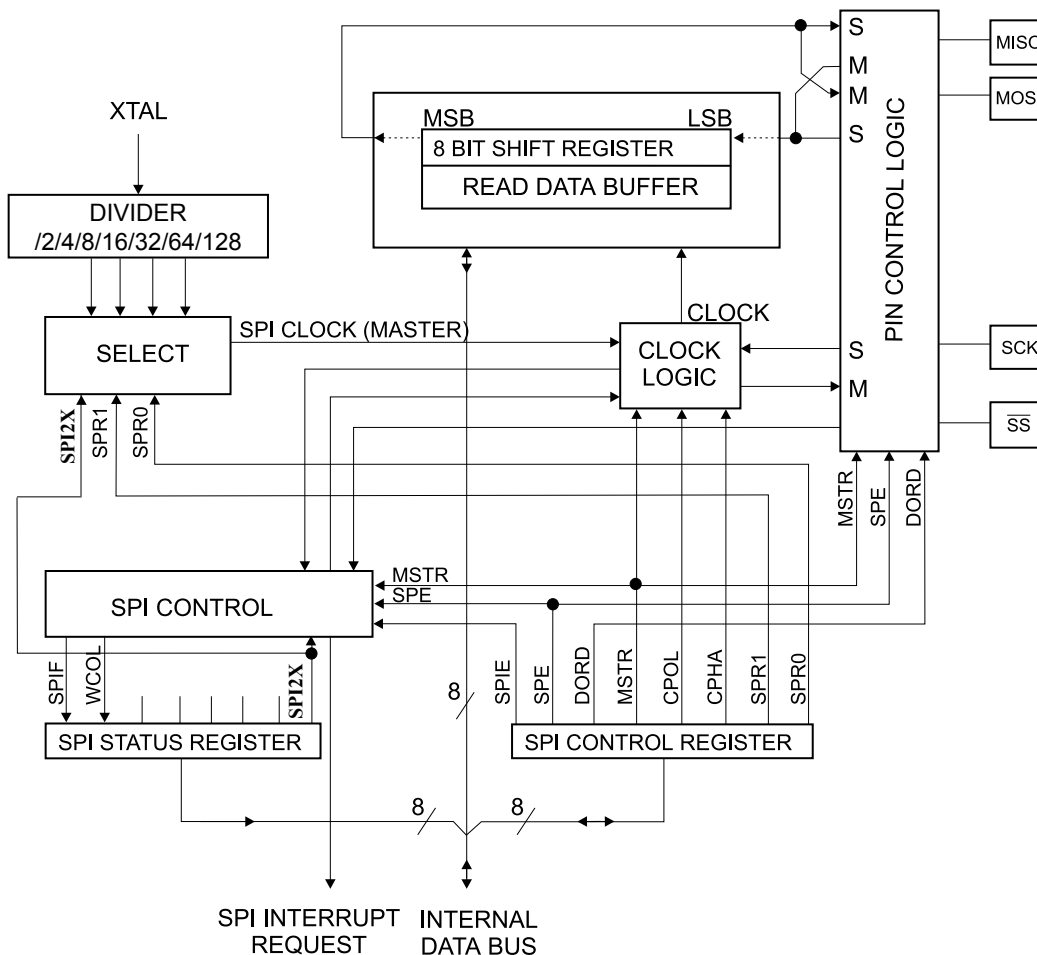 XTAL
DIVIDER
/2/4/8/16/32/64/128
SELECT
SPI2X
SPR1
SPR0
SPI CLOCK (MASTER)
MSB
LSB
8 BIT SHIFT REGISTER
READ DATA BUFFER
CLOCK
CLOCK
LOGIC
S
M
M
S
S
M
PIN CONTROL LOGIC
MISO
MOSI
SCK
SS
MSTR
SPE
DORD
MSTR
SPE
SPI CONTROL
SPIF
WCOL
SPI2X
SPI STATUS REGISTER
8
SPIE
SPE
DORD
MSTR
CPOL
CPHA
SPR1
SPR0
SPI CONTROL REGISTER
8
8
SPI INTERRUPT
REQUEST
INTERNAL
DATA BUS